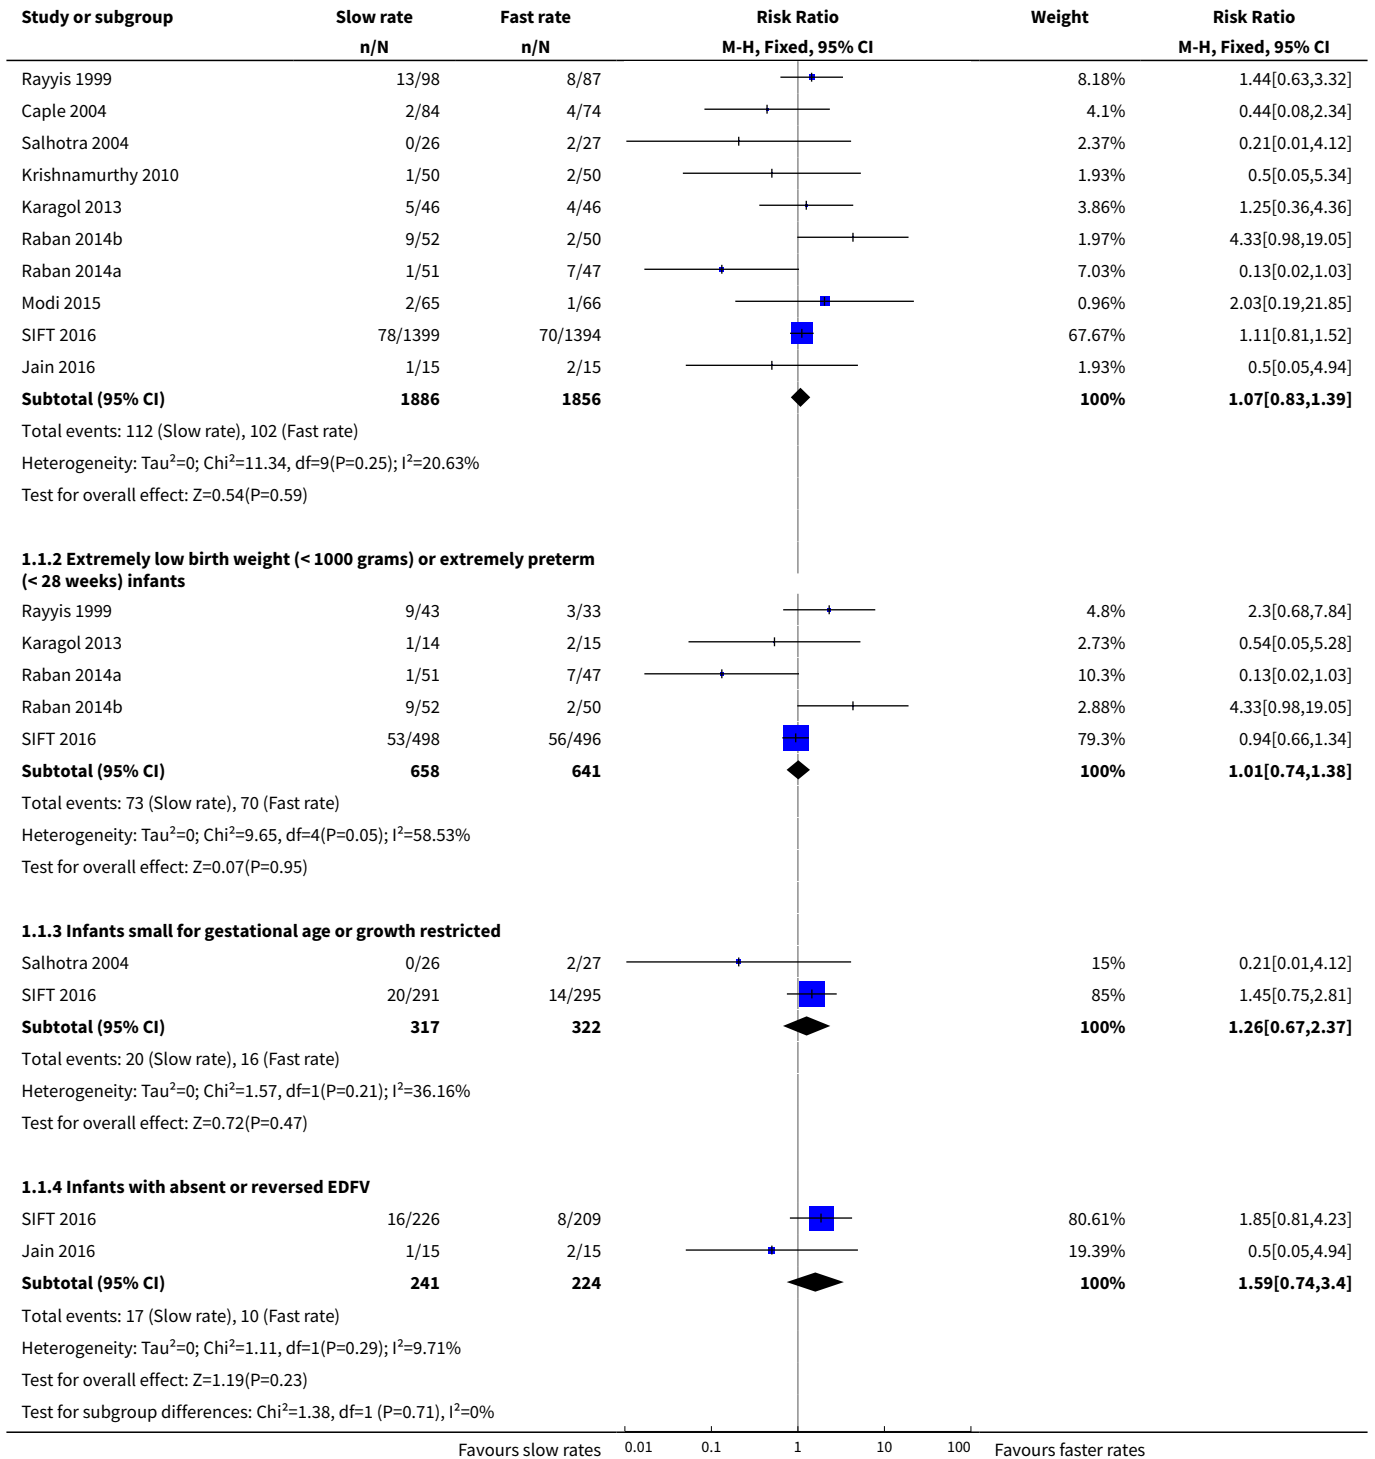 Study or subgroup Slow rate Fast rate Risk Ratio Weight Risk Ratio
n/N n/N M-H, Fixed, 95% CI M-H, Fixed, 95% CI
Rayyis 1999 13/98 8/87 8.18% 1.44[0.63,3.32]
Caple 2004 2/84 4/74 4.1% 0.44[0.08,2.34]
Salhotra 2004 0/26 2/27 2.37% 0.21[0.01,4.12]
Krishnamurthy 2010 1/50 2/50 1.93% 0.5[0.05,5.34]
Karagol 2013 5/46 4/46 3.86% 1.25[0.36,4.36]
Raban 2014b 9/52 2/50 1.97% 4.33[0.98,19.05]
Raban 2014a 1/51 7/47 7.03% 0.13[0.02,1.03]
Modi 2015 2/65 1/66 0.96% 2.03[0.19,21.85]
SIFT 2016 78/1399 70/1394 67.67% 1.11[0.81,1.52]
Jain 2016 1/15 2/15 1.93% 0.5[0.05,4.94]
Subtotal (95% CI) 1886 1856 100% 1.07[0.83,1.39]
Total events: 112 (Slow rate), 102 (Fast rate)
Heterogeneity: Tau²=0; Chi²=11.34, df=9(P=0.25); I²=20.63%
Test for overall effect: Z=0.54(P=0.59)
1.1.2 Extremely low birth weight (< 1000 grams) or extremely preterm
(< 28 weeks) infants
Rayyis 1999 9/43 3/33 4.8% 2.3[0.68,7.84]
Karagol 2013 1/14 2/15 2.73% 0.54[0.05,5.28]
Raban 2014a 1/51 7/47 10.3% 0.13[0.02,1.03]
Raban 2014b 9/52 2/50 2.88% 4.33[0.98,19.05]
SIFT 2016 53/498 56/496 79.3% 0.94[0.66,1.34]
Subtotal (95% CI) 658 641 100% 1.01[0.74,1.38]
Total events: 73 (Slow rate), 70 (Fast rate)
Heterogeneity: Tau²=0; Chi²=9.65, df=4(P=0.05); I²=58.53%
Test for overall effect: Z=0.07(P=0.95)
1.1.3 Infants small for gestational age or growth restricted
Salhotra 2004 0/26 2/27 15% 0.21[0.01,4.12]
SIFT 2016 20/291 14/295 85% 1.45[0.75,2.81]
Subtotal (95% CI) 317 322 100% 1.26[0.67,2.37]
Total events: 20 (Slow rate), 16 (Fast rate)
Heterogeneity: Tau²=0; Chi²=1.57, df=1(P=0.21); I²=36.16%
Test for overall effect: Z=0.72(P=0.47)
1.1.4 Infants with absent or reversed EDFV
SIFT 2016 16/226 8/209 80.61% 1.85[0.81,4.23]
Jain 2016 1/15 2/15 19.39% 0.5[0.05,4.94]
Subtotal (95% CI) 241 224 100% 1.59[0.74,3.4]
Total events: 17 (Slow rate), 10 (Fast rate)
Heterogeneity: Tau²=0; Chi²=1.11, df=1(P=0.29); I²=9.71%
Test for overall effect: Z=1.19(P=0.23)
Test for subgroup differences: Chi²=1.38, df=1 (P=0.71), I²=0%
Favours slow rates 0.01 0.1 1 10 100 Favours faster rates